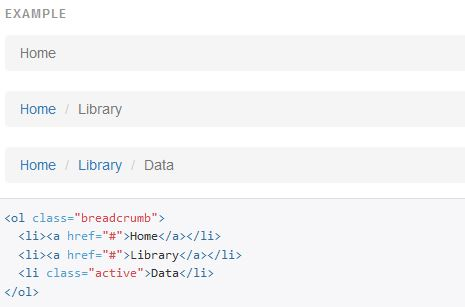 EXAMPLE
Home
Home / Library
Home / Library / Data
<ol class="breadcrumb">
  <li><a href="#">Home</a></li>
  <li><a href="#">Library</a></li>
  <li class="active">Data</li>
</ol>